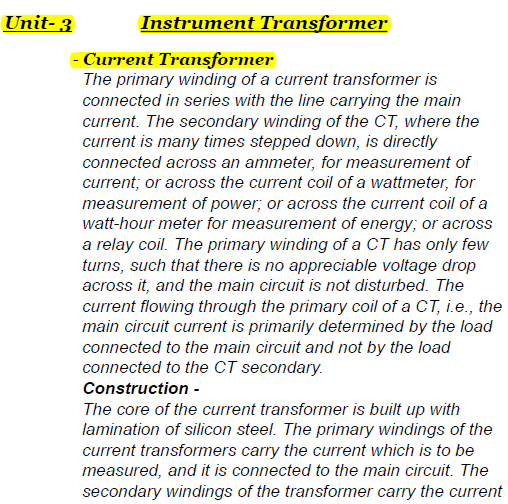 Unit- 3 Instrument Transformer
- Current Transformer
The primary winding of a current transformer is
connected in series with the line carrying the main
current. The secondary winding of the CT, where the
current is many times stepped down, is directly
connected across an ammeter, for measurement of
current; or across the current coil of a wattmeter, for
measurement of power; or across the current coil of a
watt-hour meter for measurement of energy; or across
a relay coil. The primary winding of a CT has only few
turns, such that there is no appreciable voltage drop
across it, and the main circuit is not disturbed. The
current flowing through the primary coil of a CT, i.e., the
main circuit current is primarily determined by the load
connected to the main circuit and not by the load
connected to the CT secondary.
Construction -
The core of the current transformer is built up with
lamination of silicon steel. The primary windings of the
current transformers carry the current which is to be
measured, and it is connected to the main circuit. The
secondary windings of the transformer carry the current